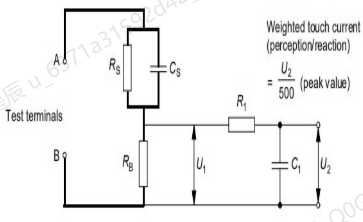 Weighted touch current
(perception/reaction)
= U2/500 (peak value)
A
RS
CS
R1
Test terminals
B
RB
U1
C1
U2